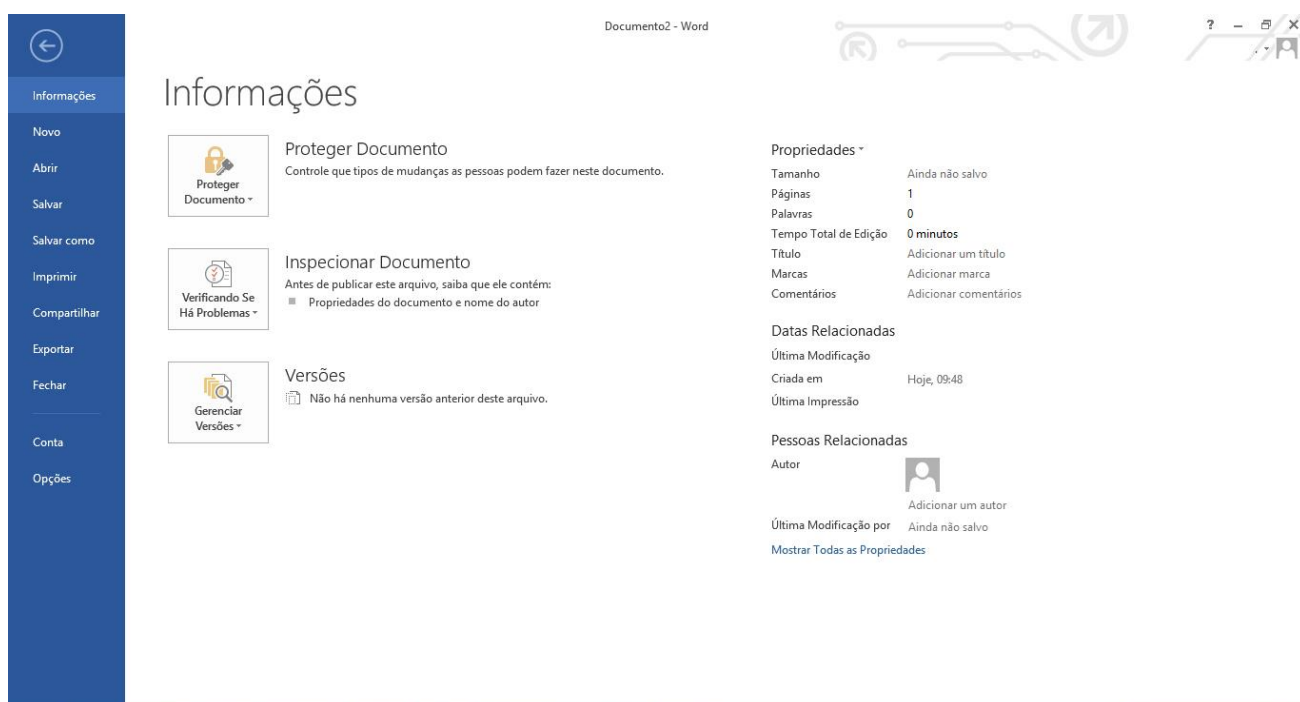 Documento2 - Word
?
Informações
Novo
Abrir
Salvar
Salvar como
Imprimir
Compartilhar
Exportar
Fechar
Conta
Opções
Informações
Proteger
Documento
Proteger Documento
Controle que tipos de mudanças as pessoas podem fazer neste documento.
Verificando Se
Há Problemas
Inspecionar Documento
Antes de publicar este arquivo, saiba que ele contém:
Propriedades do documento e nome do autor
Gerenciar
Versões
Versões
Não há nenhuma versão anterior deste arquivo.
Propriedades
Tamanho Ainda não salvo
Páginas 1
Palavras 0
Tempo Total de Edição 0 minutos
Título Adicionar um título
Marcas Adicionar marca
Comentários Adicionar comentários
Datas Relacionadas
Última Modificação
Criada em Hoje, 09:48
Última Impressão
Pessoas Relacionadas
Autor
Adicionar um autor
Última Modificação por Ainda não salvo
Mostrar Todas as Propriedades